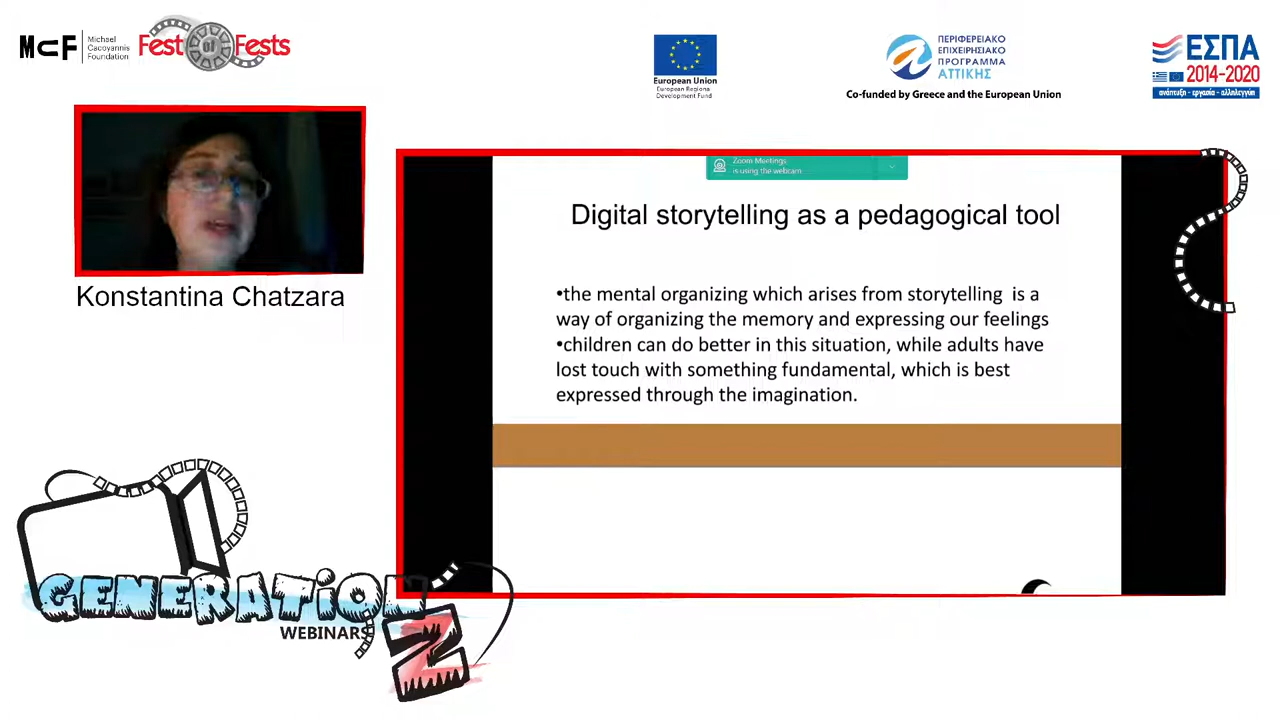 MCF
Michael
Cacoyannis
Foundation
Fest of Fests
European Union
European Regional
Development Fund
ΠΕΡΙΦΕΡΕΙΑΚΟ
ΕΠΙΧΕΙΡΗΣΙΑΚΟ
ΠΡΟΓΡΑΜΜΑ
ΑΤΤΙΚΗΣ
Co-funded by Greece and the European Union
ΕΣΠΑ
2014-2020
ανάπτυξη - εργασία - αλληλεγγύη
Zoom Meetings
is using the webcam
Digital storytelling as a pedagogical tool
Konstantina Chatzara
•the mental organizing which arises from storytelling is a
way of organizing the memory and expressing our feelings
•children can do better in this situation, while adults have
lost touch with something fundamental, which is best
expressed through the imagination.
GENERATiON
WEBINARS
Z